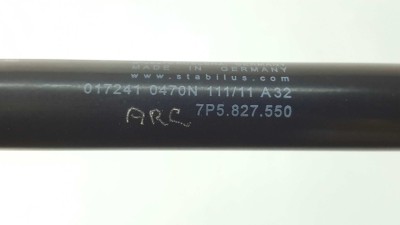 MADE IN GERMANY
www.stabilus.com
017241 0470N 111/11 A32
ARC 7P5.827.550